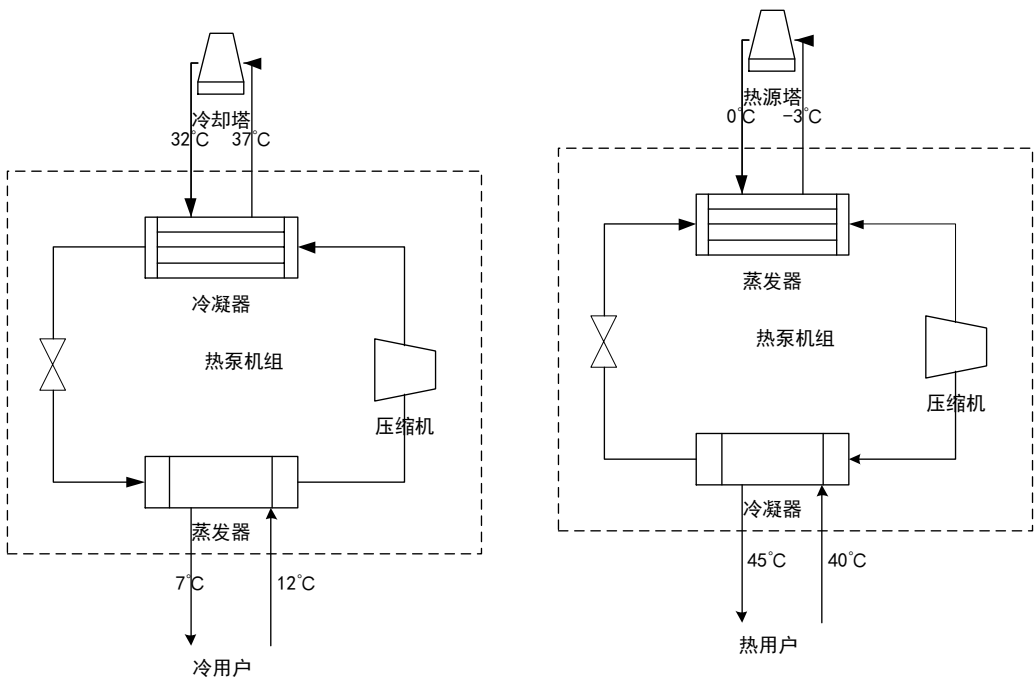 冷却塔
32℃ 37℃
冷凝器
热泵机组
压缩机
蒸发器
7℃ 12℃
冷用户
热源塔
0℃ -3℃
蒸发器
热泵机组
压缩机
冷凝器
45℃ 40℃
热用户